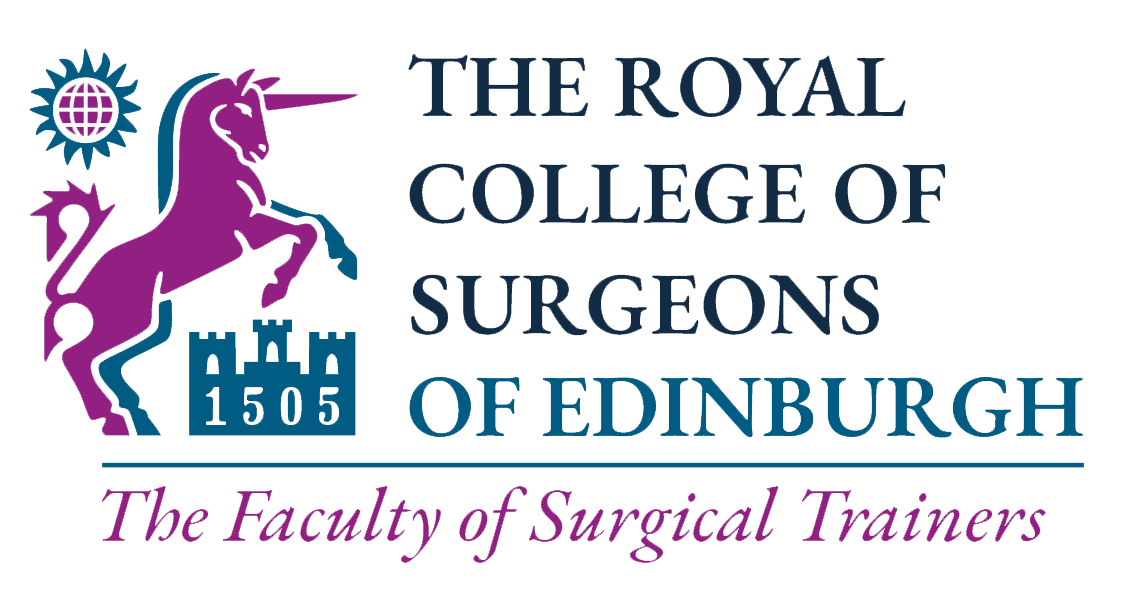 THE ROYAL
COLLEGE OF
SURGEONS
OF EDINBURGH
1505
The Faculty of Surgical Trainers